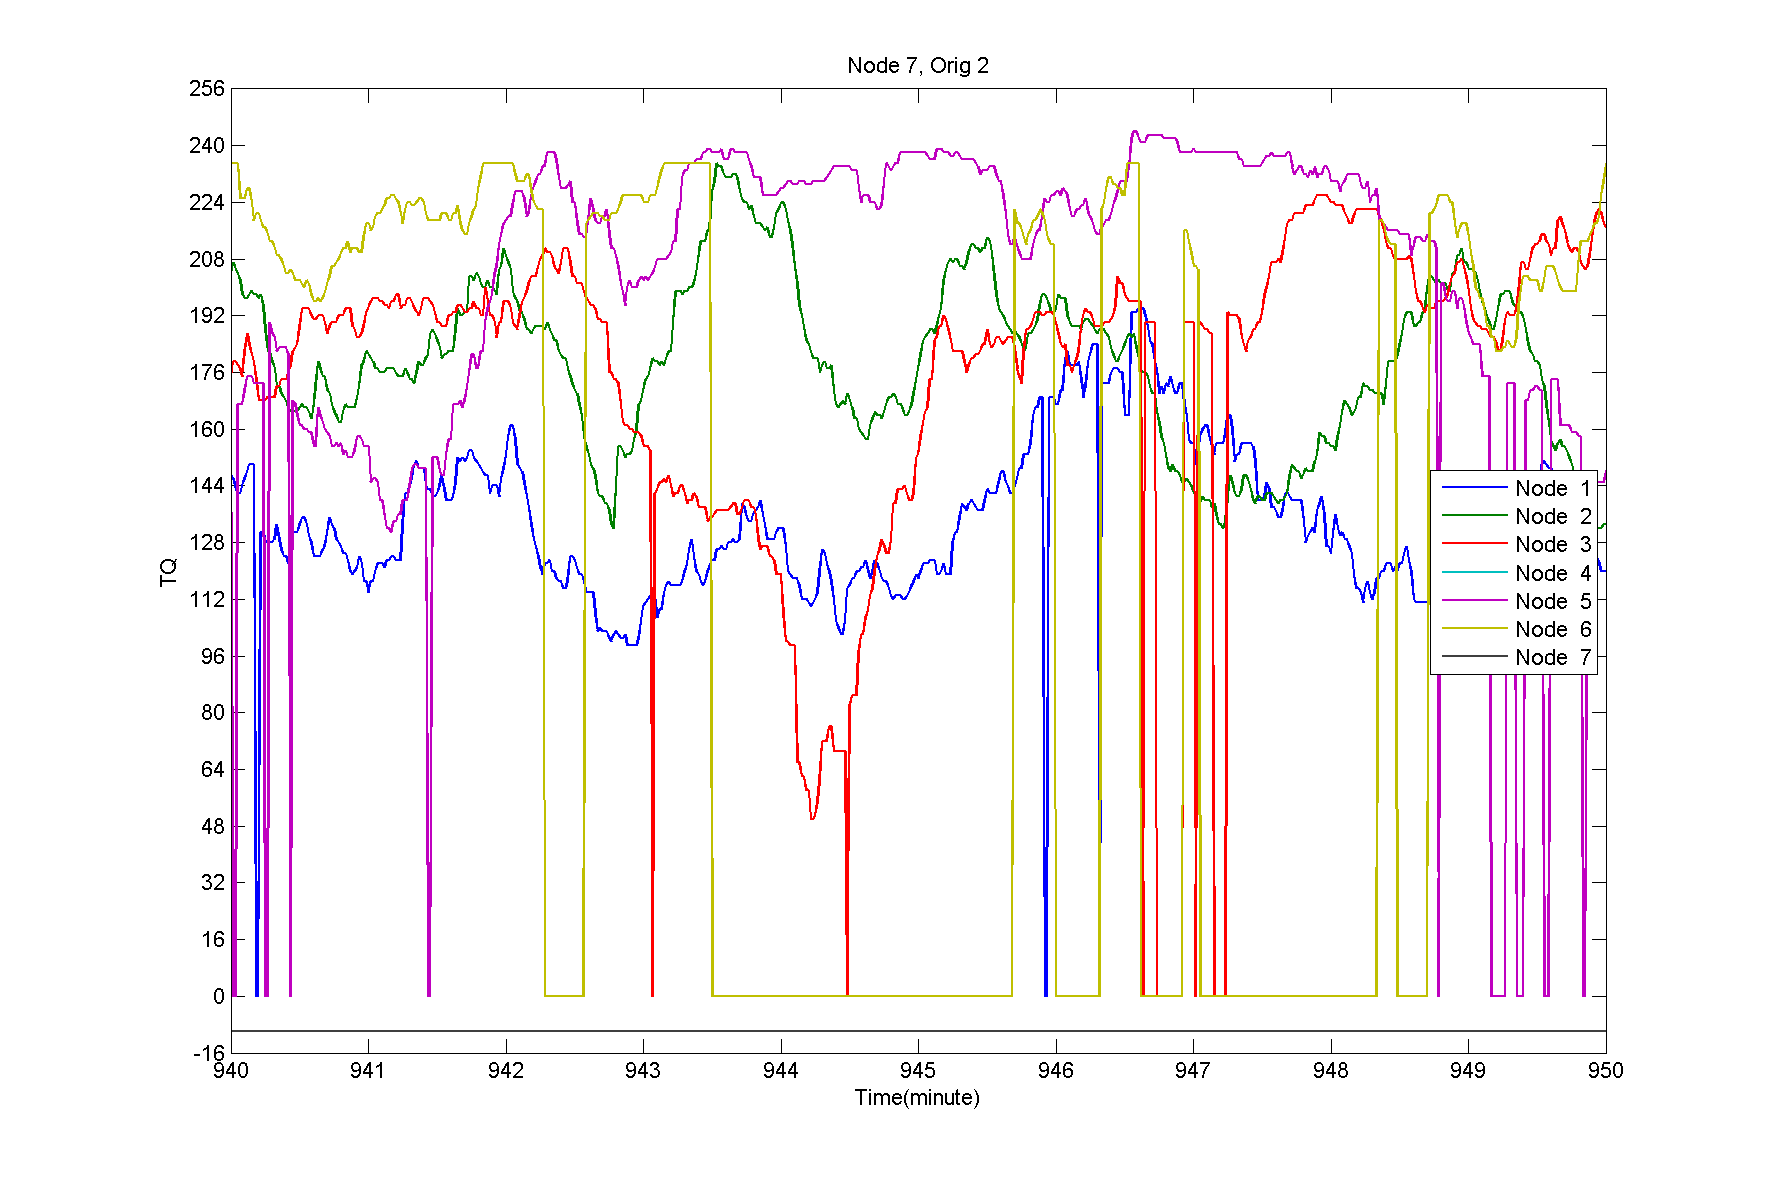 Node 7, Orig 2
256
240
224
208
192
176
160
144
128
112
96
80
64
48
32
16
0
-16
TQ
Node 1
Node 2
Node 3
Node 4
Node 5
Node 6
Node 7
940 941 942 943 944 945 946 947 948 949 950
Time(minute)